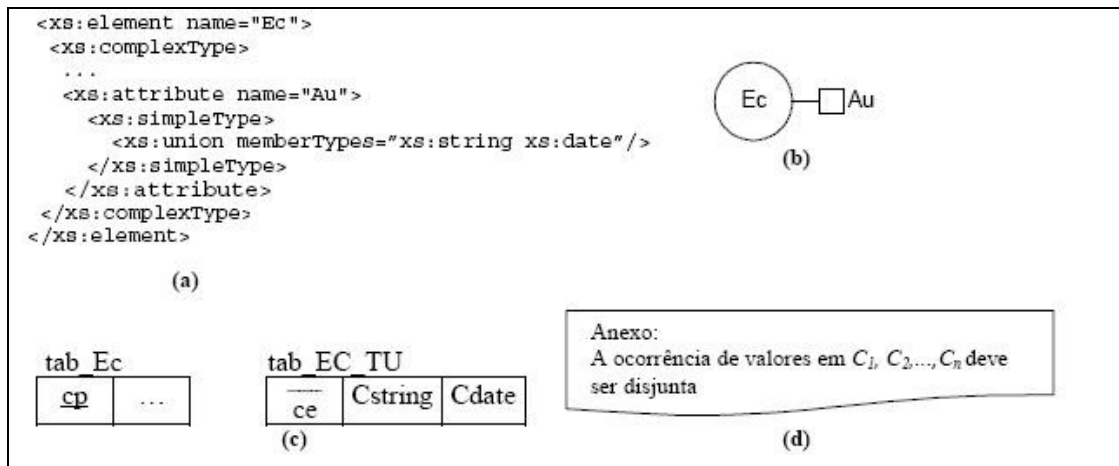 <xs:element name="Ec">
<xs:complexType>
...
<xs:attribute name="Au">
<xs:simpleType>
<xs:union memberTypes="xs:string xs:date"/>
</xs:simpleType>
</xs:attribute>
</xs:complexType>
</xs:element>
(a)
Ec
Au
(b)
tab_Ec
cp ...
tab_EC_TU
ce Cstring Cdate
(c)
Anexo:
A ocorrência de valores em C1, C2,...,Cn deve
ser disjunta
(d)